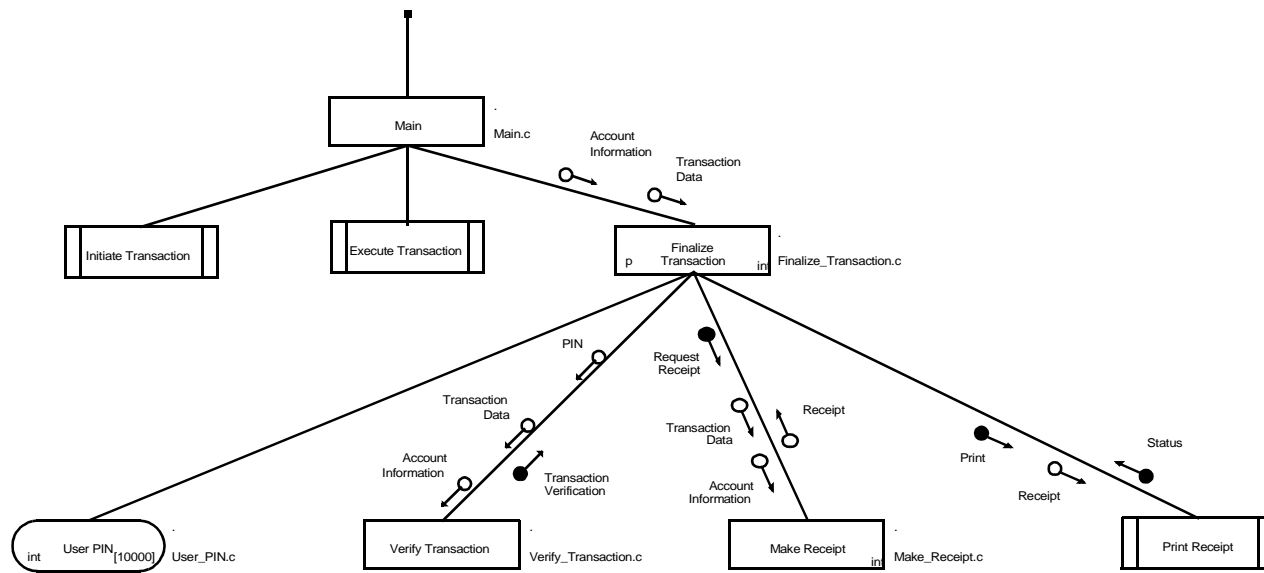 Main
.
Main.c
Account
Information
Transaction
Data
Initiate Transaction
Execute Transaction
Finalize
Transaction
p
int
.
Finalize_Transaction.c
PIN
Request
Receipt
Transaction
Data
Transaction
Data
Receipt
Print
Status
Account
Information
Transaction
Verification
Account
Information
Receipt
User PIN
int
[10000]
.
User_PIN.c
Verify Transaction
.
Verify_Transaction.c
Make Receipt
int
.
Make_Receipt.c
Print Receipt